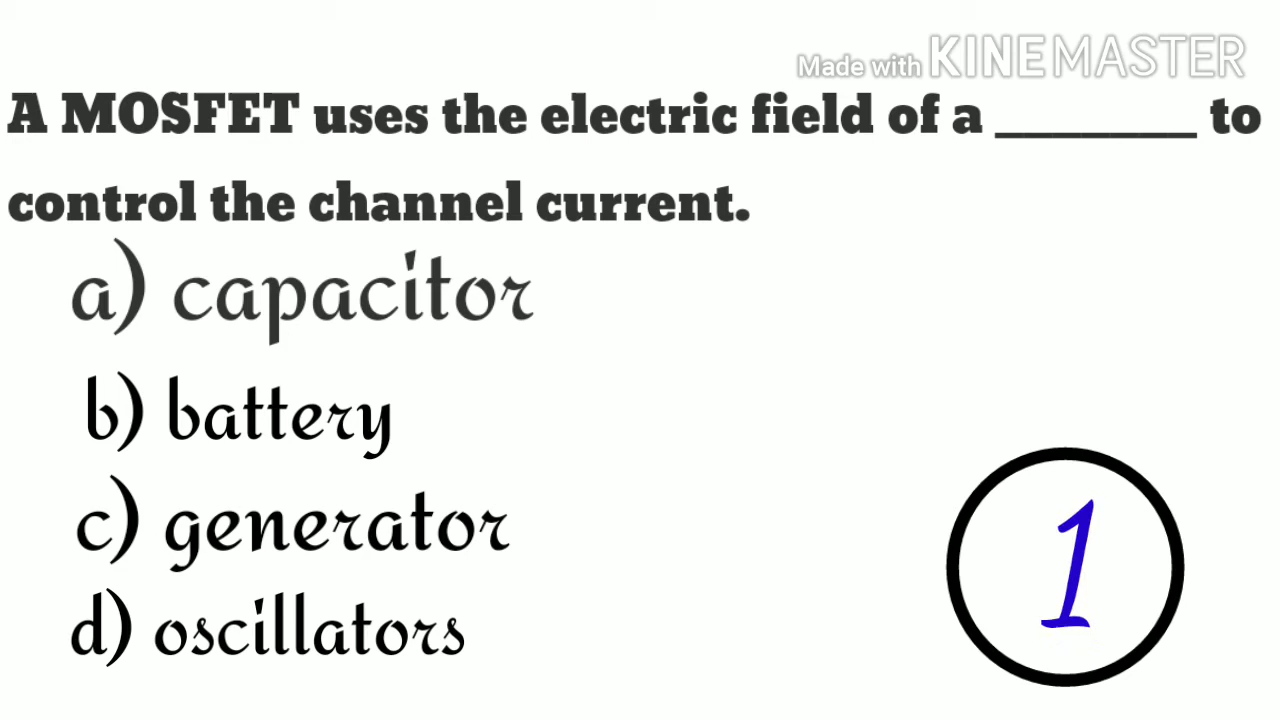 Made with KINEMASTER
A MOSFET uses the electric field of a ________ to
control the channel current.
a) capacitor
b) battery
c) generator
d) oscillators
1